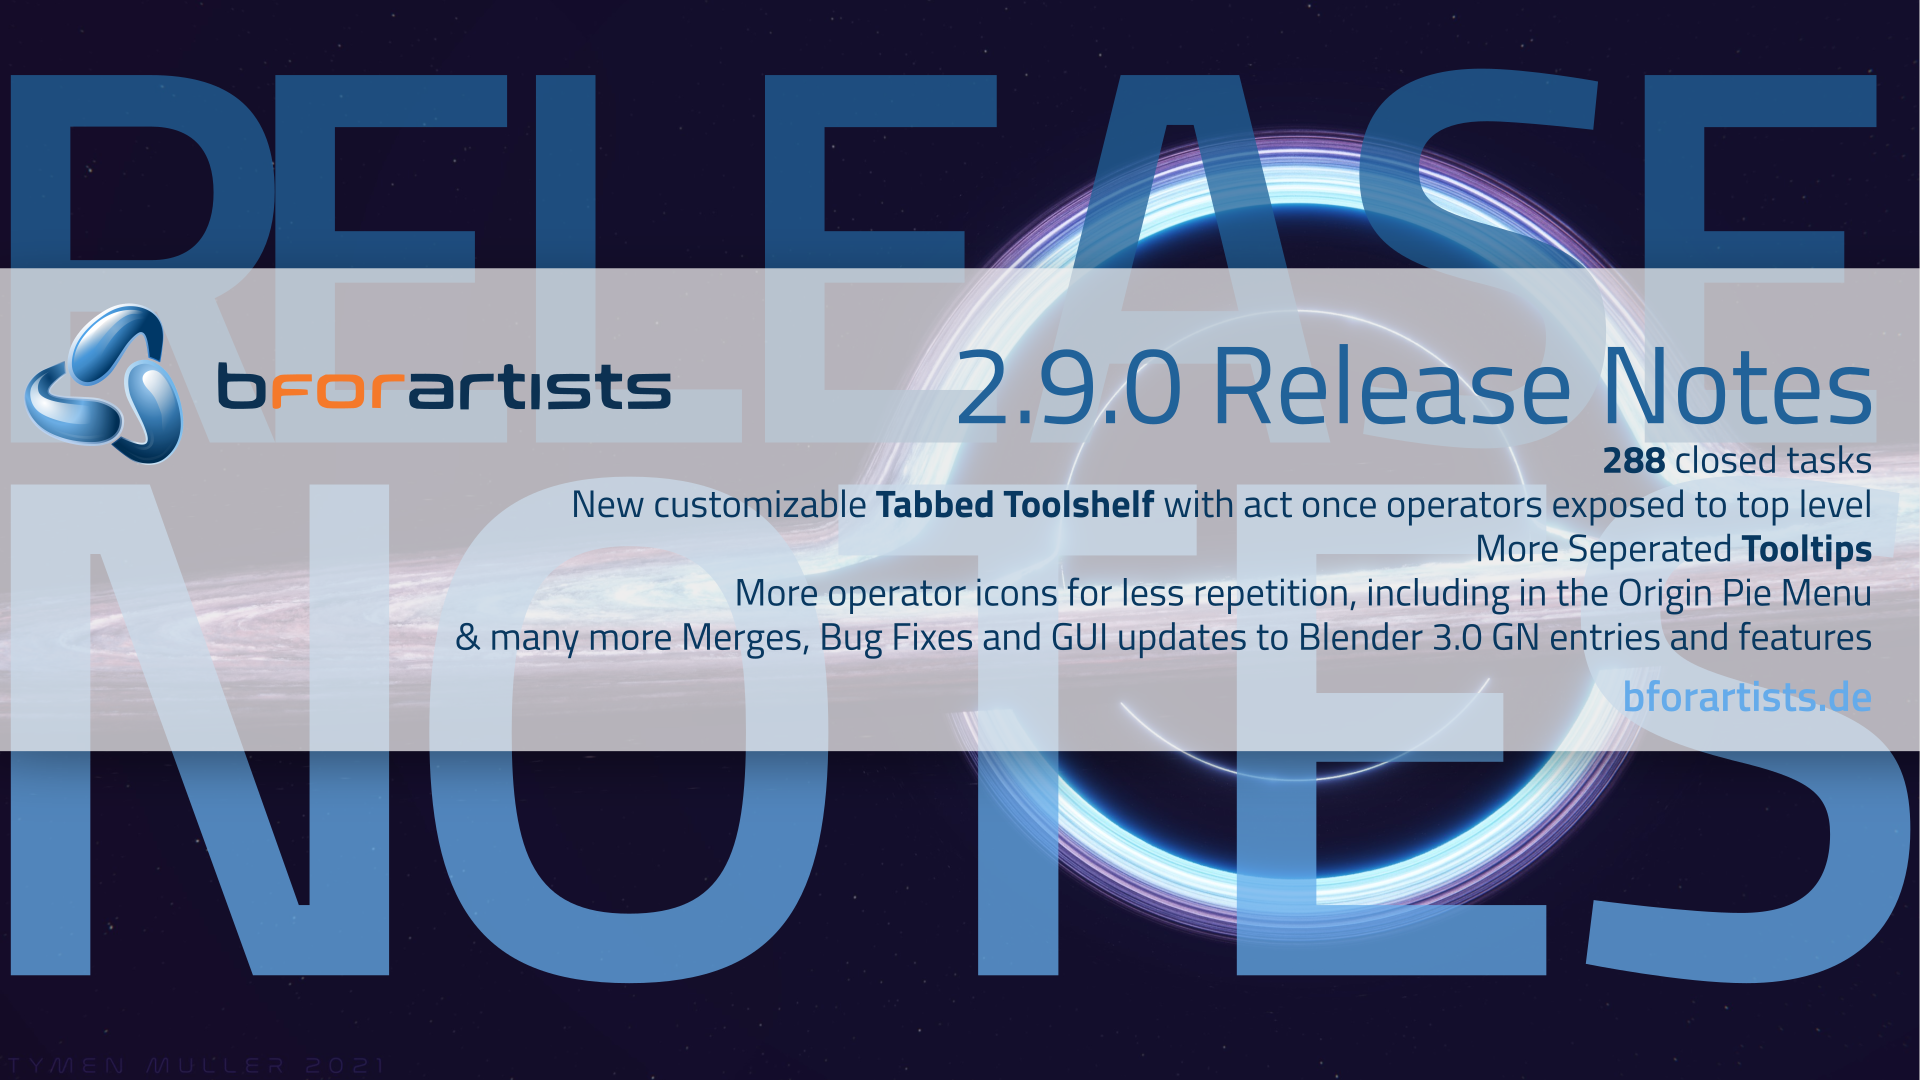 RELEASE
NOTES
bforartists
2.9.0 Release Notes
288 closed tasks
New customizable Tabbed Toolshelf with act once operators exposed to top level
More Seperated Tooltips
More operator icons for less repetition, including in the Origin Pie Menu
& many more Merges, Bug Fixes and GUI updates to Blender 3.0 GN entries and features
bforartists.de
TYMEN MULLER 2021